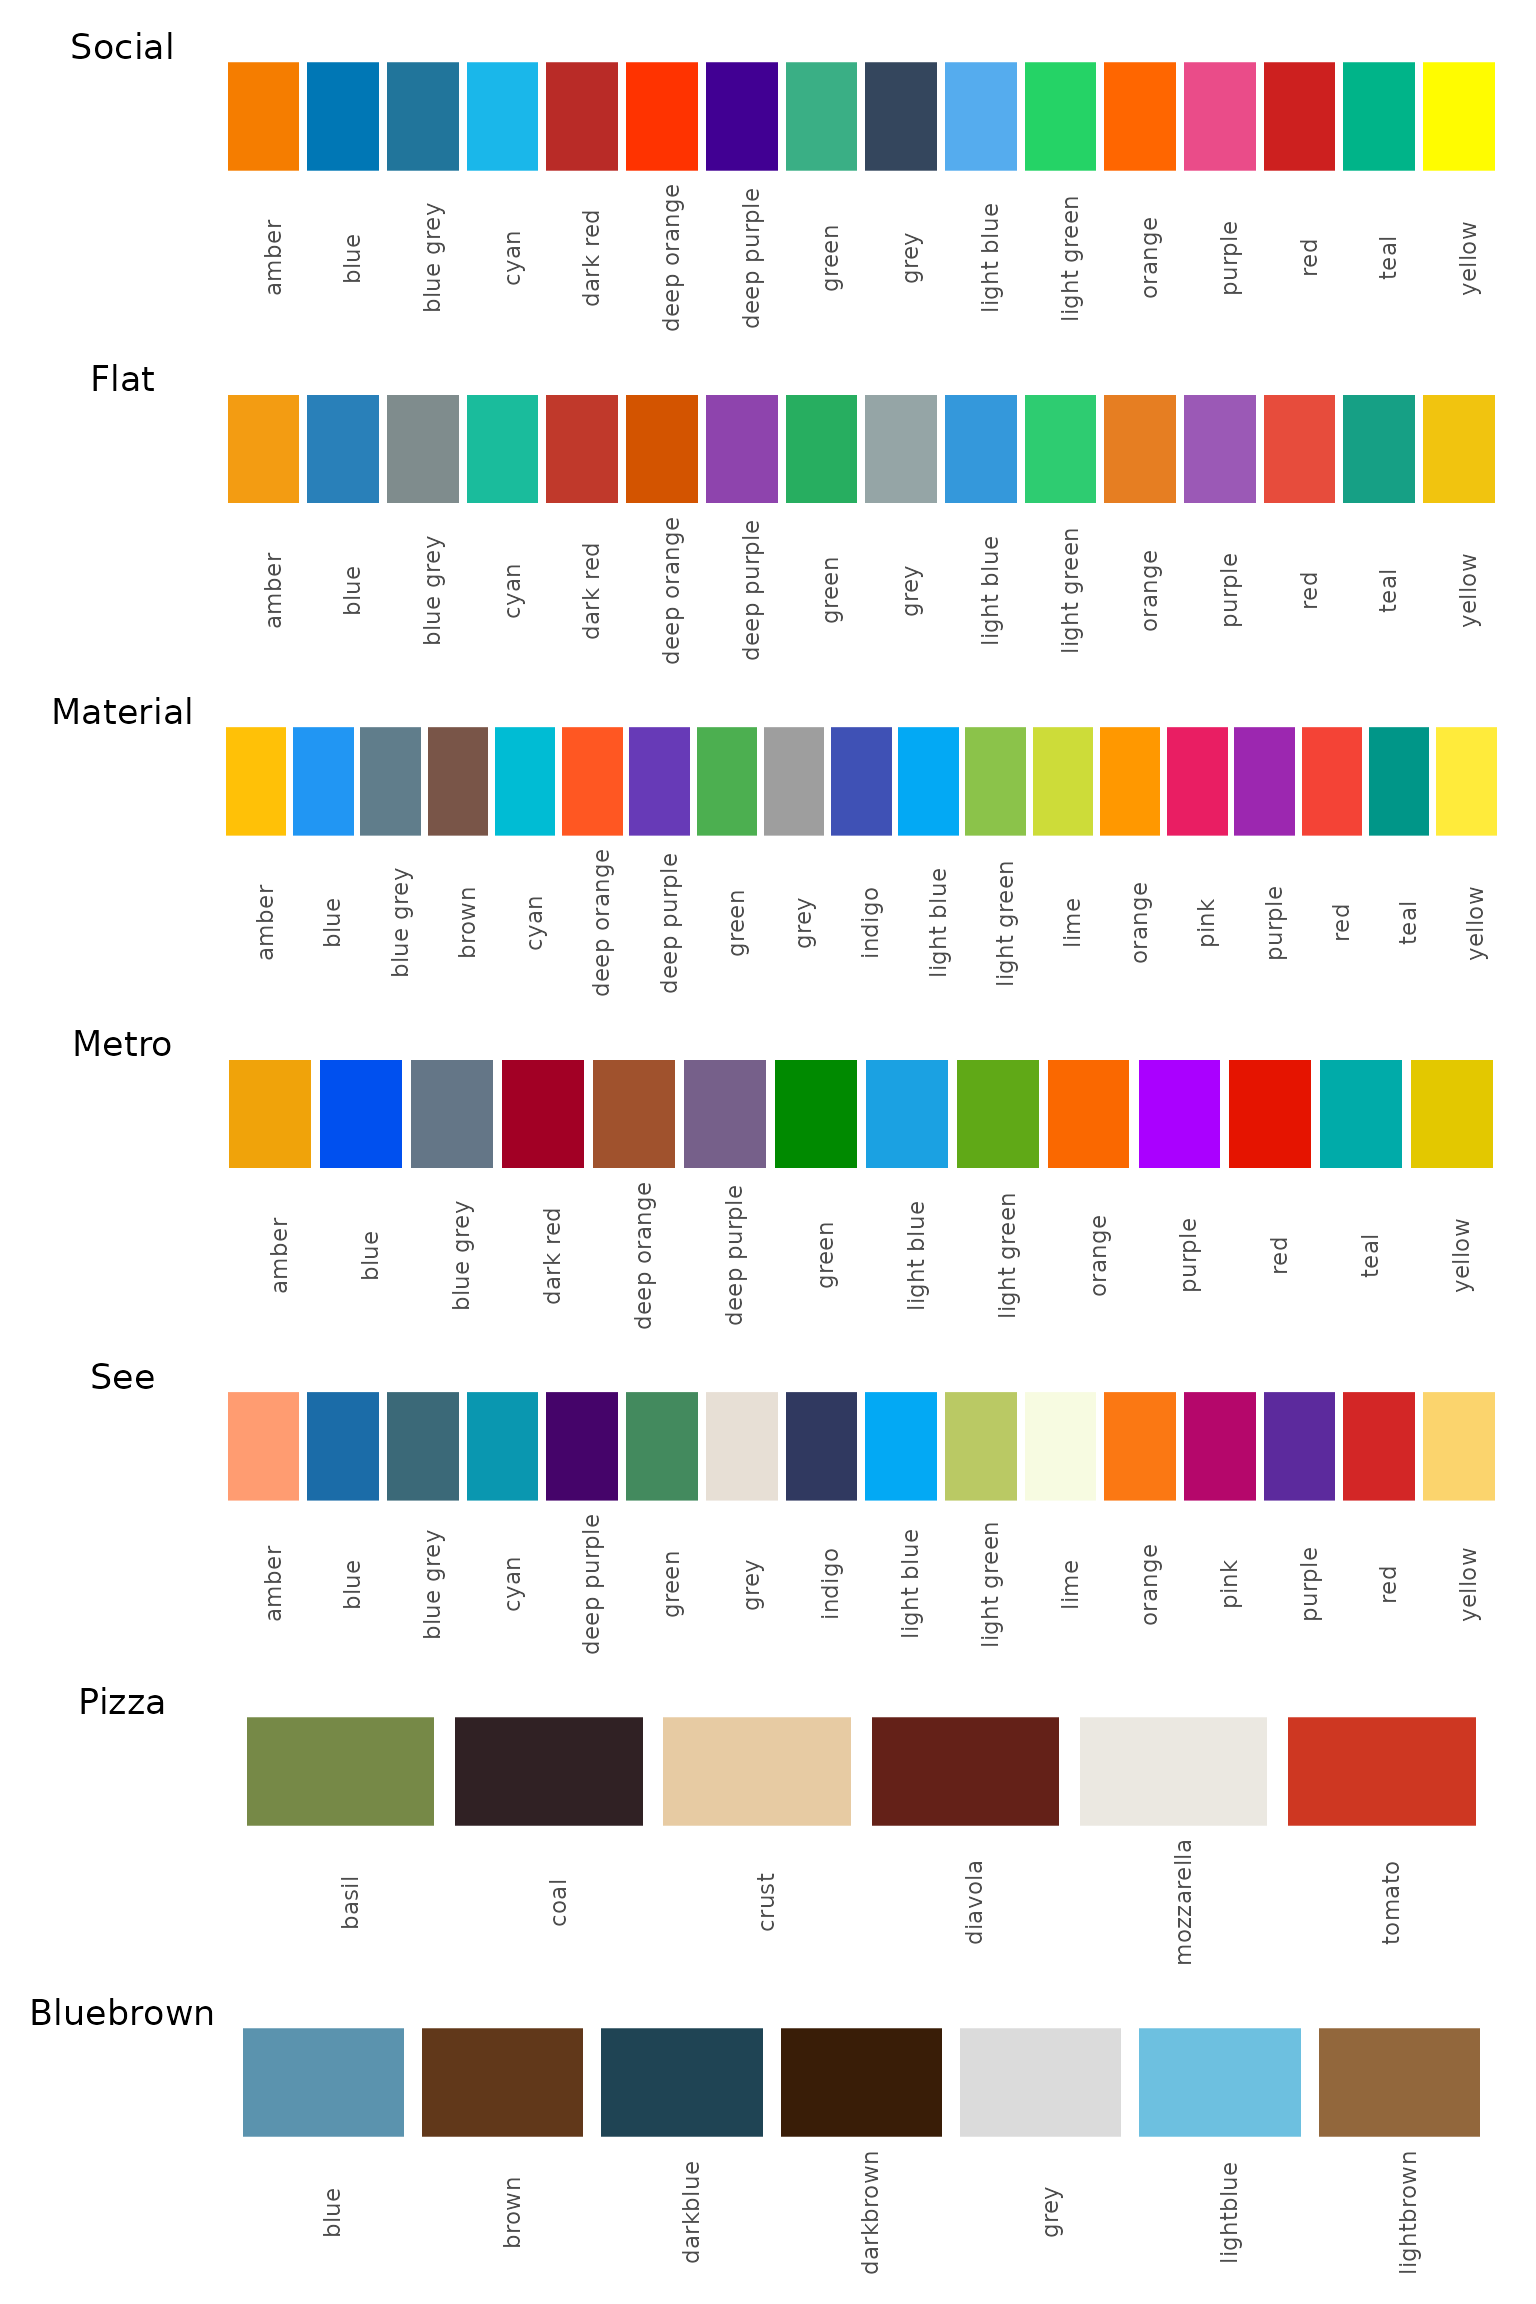 Social
amber
blue
blue grey
cyan
dark red
deep orange
deep purple
green
grey
light blue
light green
orange
purple
red
teal
yellow
Flat
amber
blue
blue grey
cyan
dark red
deep orange
deep purple
green
grey
light blue
light green
orange
purple
red
teal
yellow
Material
amber
blue
blue grey
brown
cyan
deep orange
deep purple
green
grey
indigo
light blue
light green
lime
orange
pink
purple
red
teal
yellow
Metro
amber
blue
blue grey
dark red
deep orange
deep purple
green
light blue
light green
orange
purple
red
teal
yellow
See
amber
blue
blue grey
cyan
deep purple
green
grey
indigo
light blue
light green
lime
orange
pink
purple
red
yellow
Pizza
basil
coal
crust
diavola
mozzarella
tomato
Bluebrown
blue
brown
darkblue
darkbrown
grey
lightblue
lightbrown